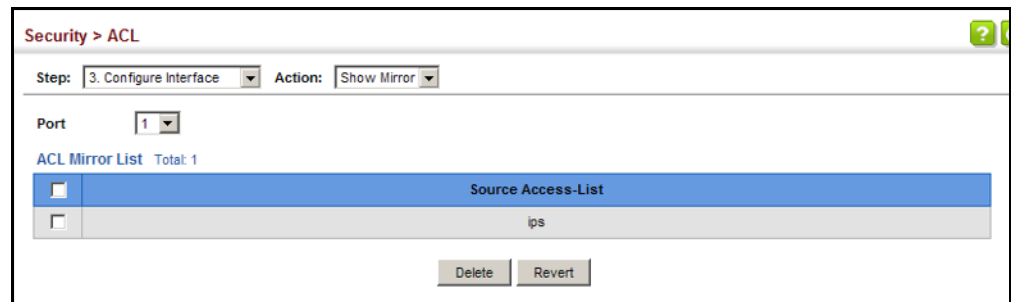 Security > ACL
?
Step: 3. Configure Interface Action: Show Mirror
Port 1
ACL Mirror List Total: 1
Source Access-List
ips
Delete Revert